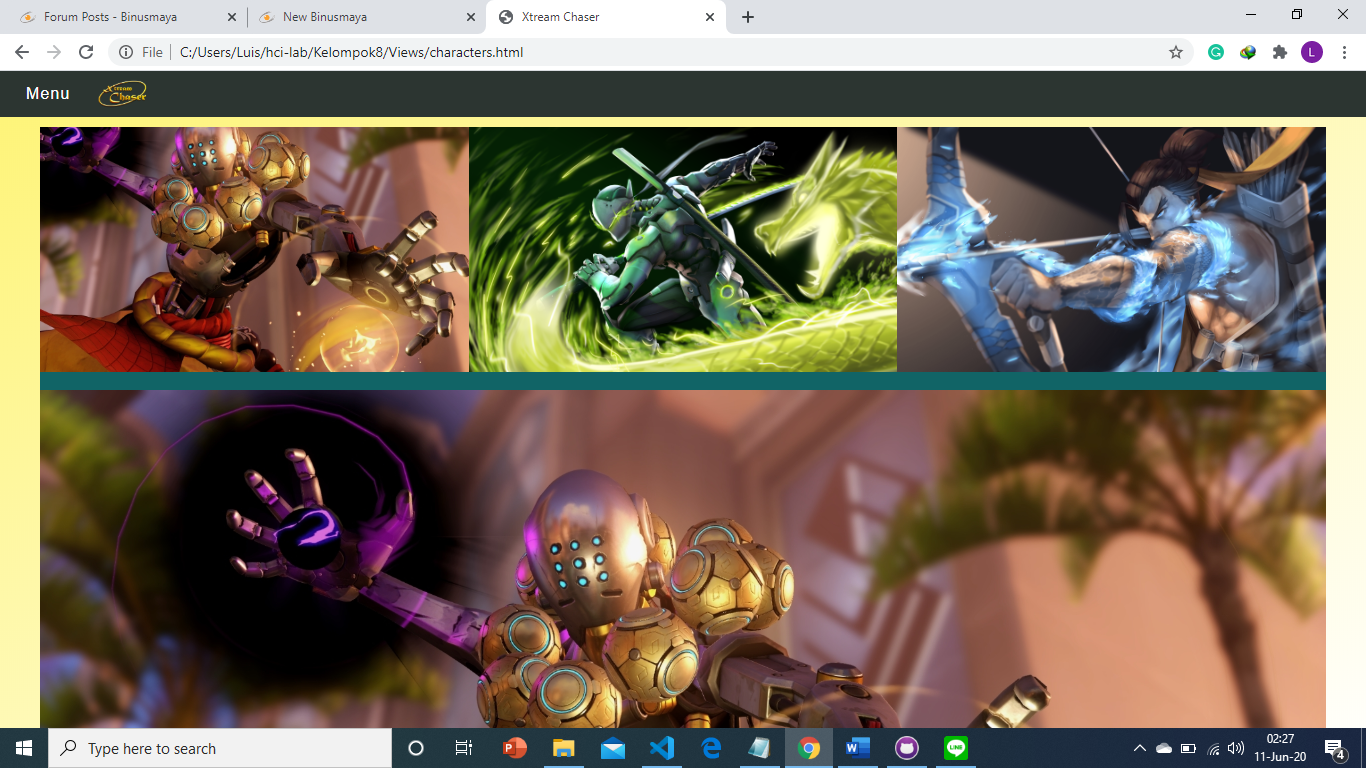 Forum Posts - Binusmaya
New Binusmaya
Xtream Chaser
File
C:/Users/Luis/hci-lab/Kelompok8/Views/characters.html
L
Menu
Xtream
Chaser
Type here to search
02:27
11-Jun-20
4
LINE